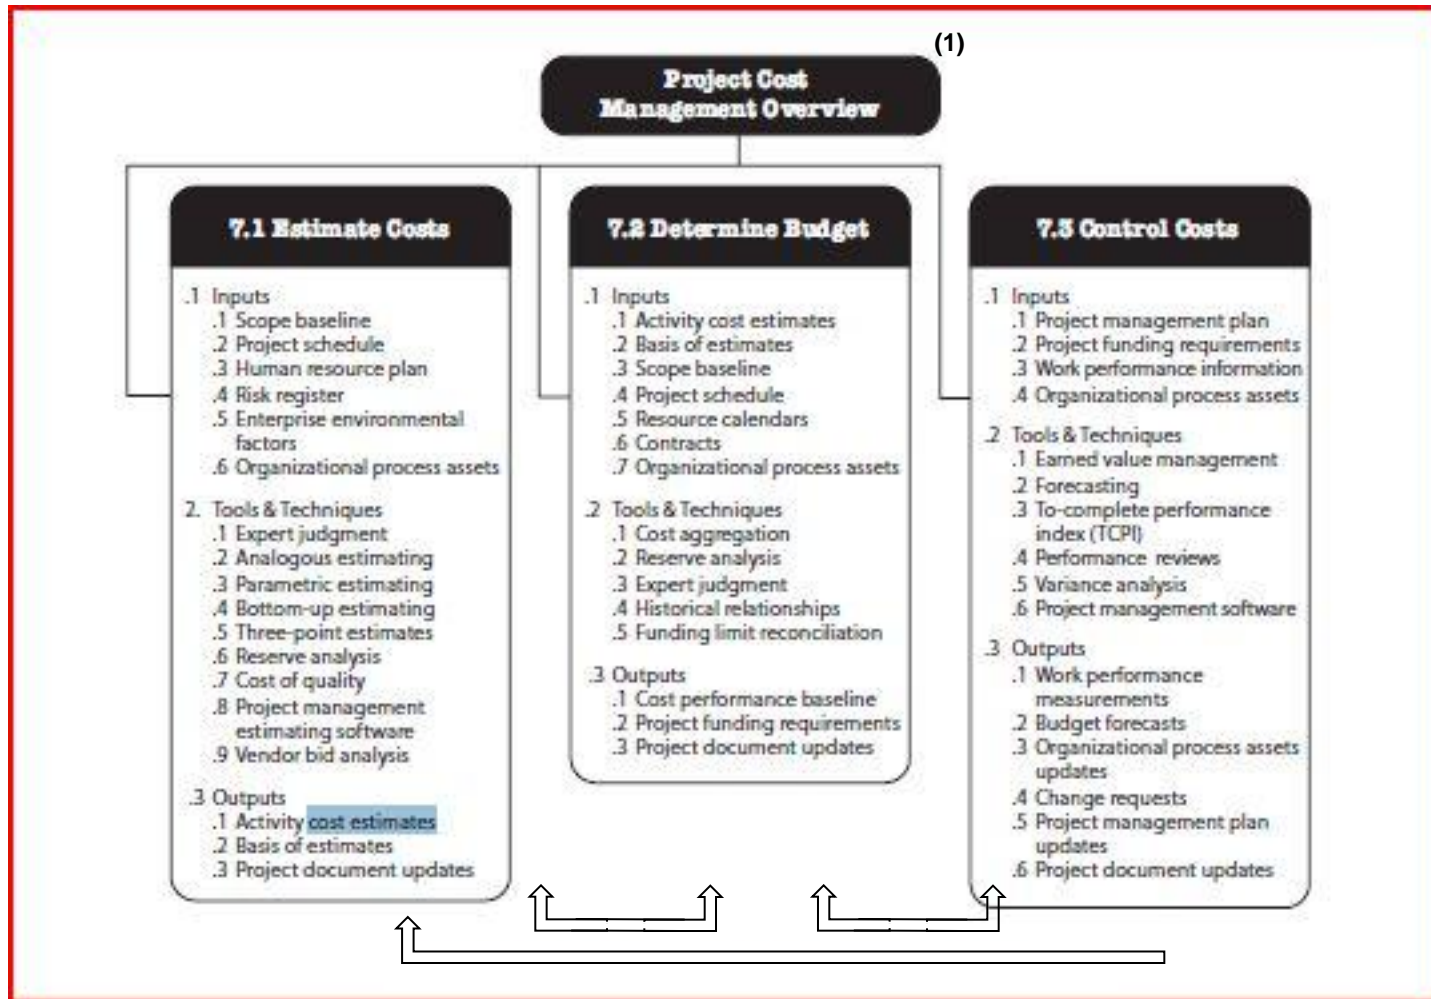 (1)
Project Cost
Management Overview
7.1 Estimate Costs
.1 Inputs
.1 Scope baseline
.2 Project schedule
.3 Human resource plan
.4 Risk register
.5 Enterprise environmental
factors
.6 Organizational process assets
2. Tools & Techniques
.1 Expert judgment
.2 Analogous estimating
.3 Parametric estimating
.4 Bottom-up estimating
.5 Three-point estimates
.6 Reserve analysis
.7 Cost of quality
.8 Project management
estimating software
.9 Vendor bid analysis
.3 Outputs
.1 Activity cost estimates
.2 Basis of estimates
.3 Project document updates
7.2 Determine Budget
.1 Inputs
.1 Activity cost estimates
.2 Basis of estimates
.3 Scope baseline
.4 Project schedule
.5 Resource calendars
.6 Contracts
.7 Organizational process assets
.2 Tools & Techniques
.1 Cost aggregation
.2 Reserve analysis
.3 Expert judgment
.4 Historical relationships
.5 Funding limit reconciliation
.3 Outputs
.1 Cost performance baseline
.2 Project funding requirements
.3 Project document updates
7.3 Control Costs
.1 Inputs
.1 Project management plan
.2 Project funding requirements
.3 Work performance information
.4 Organizational process assets
.2 Tools & Techniques
.1 Earned value management
.2 Forecasting
.3 To-complete performance
index (TCPI)
.4 Performance reviews
.5 Variance analysis
.6 Project management software
.3 Outputs
.1 Work performance
measurements
.2 Budget forecasts
.3 Organizational process assets
updates
.4 Change requests
.5 Project management plan
updates
.6 Project document updates